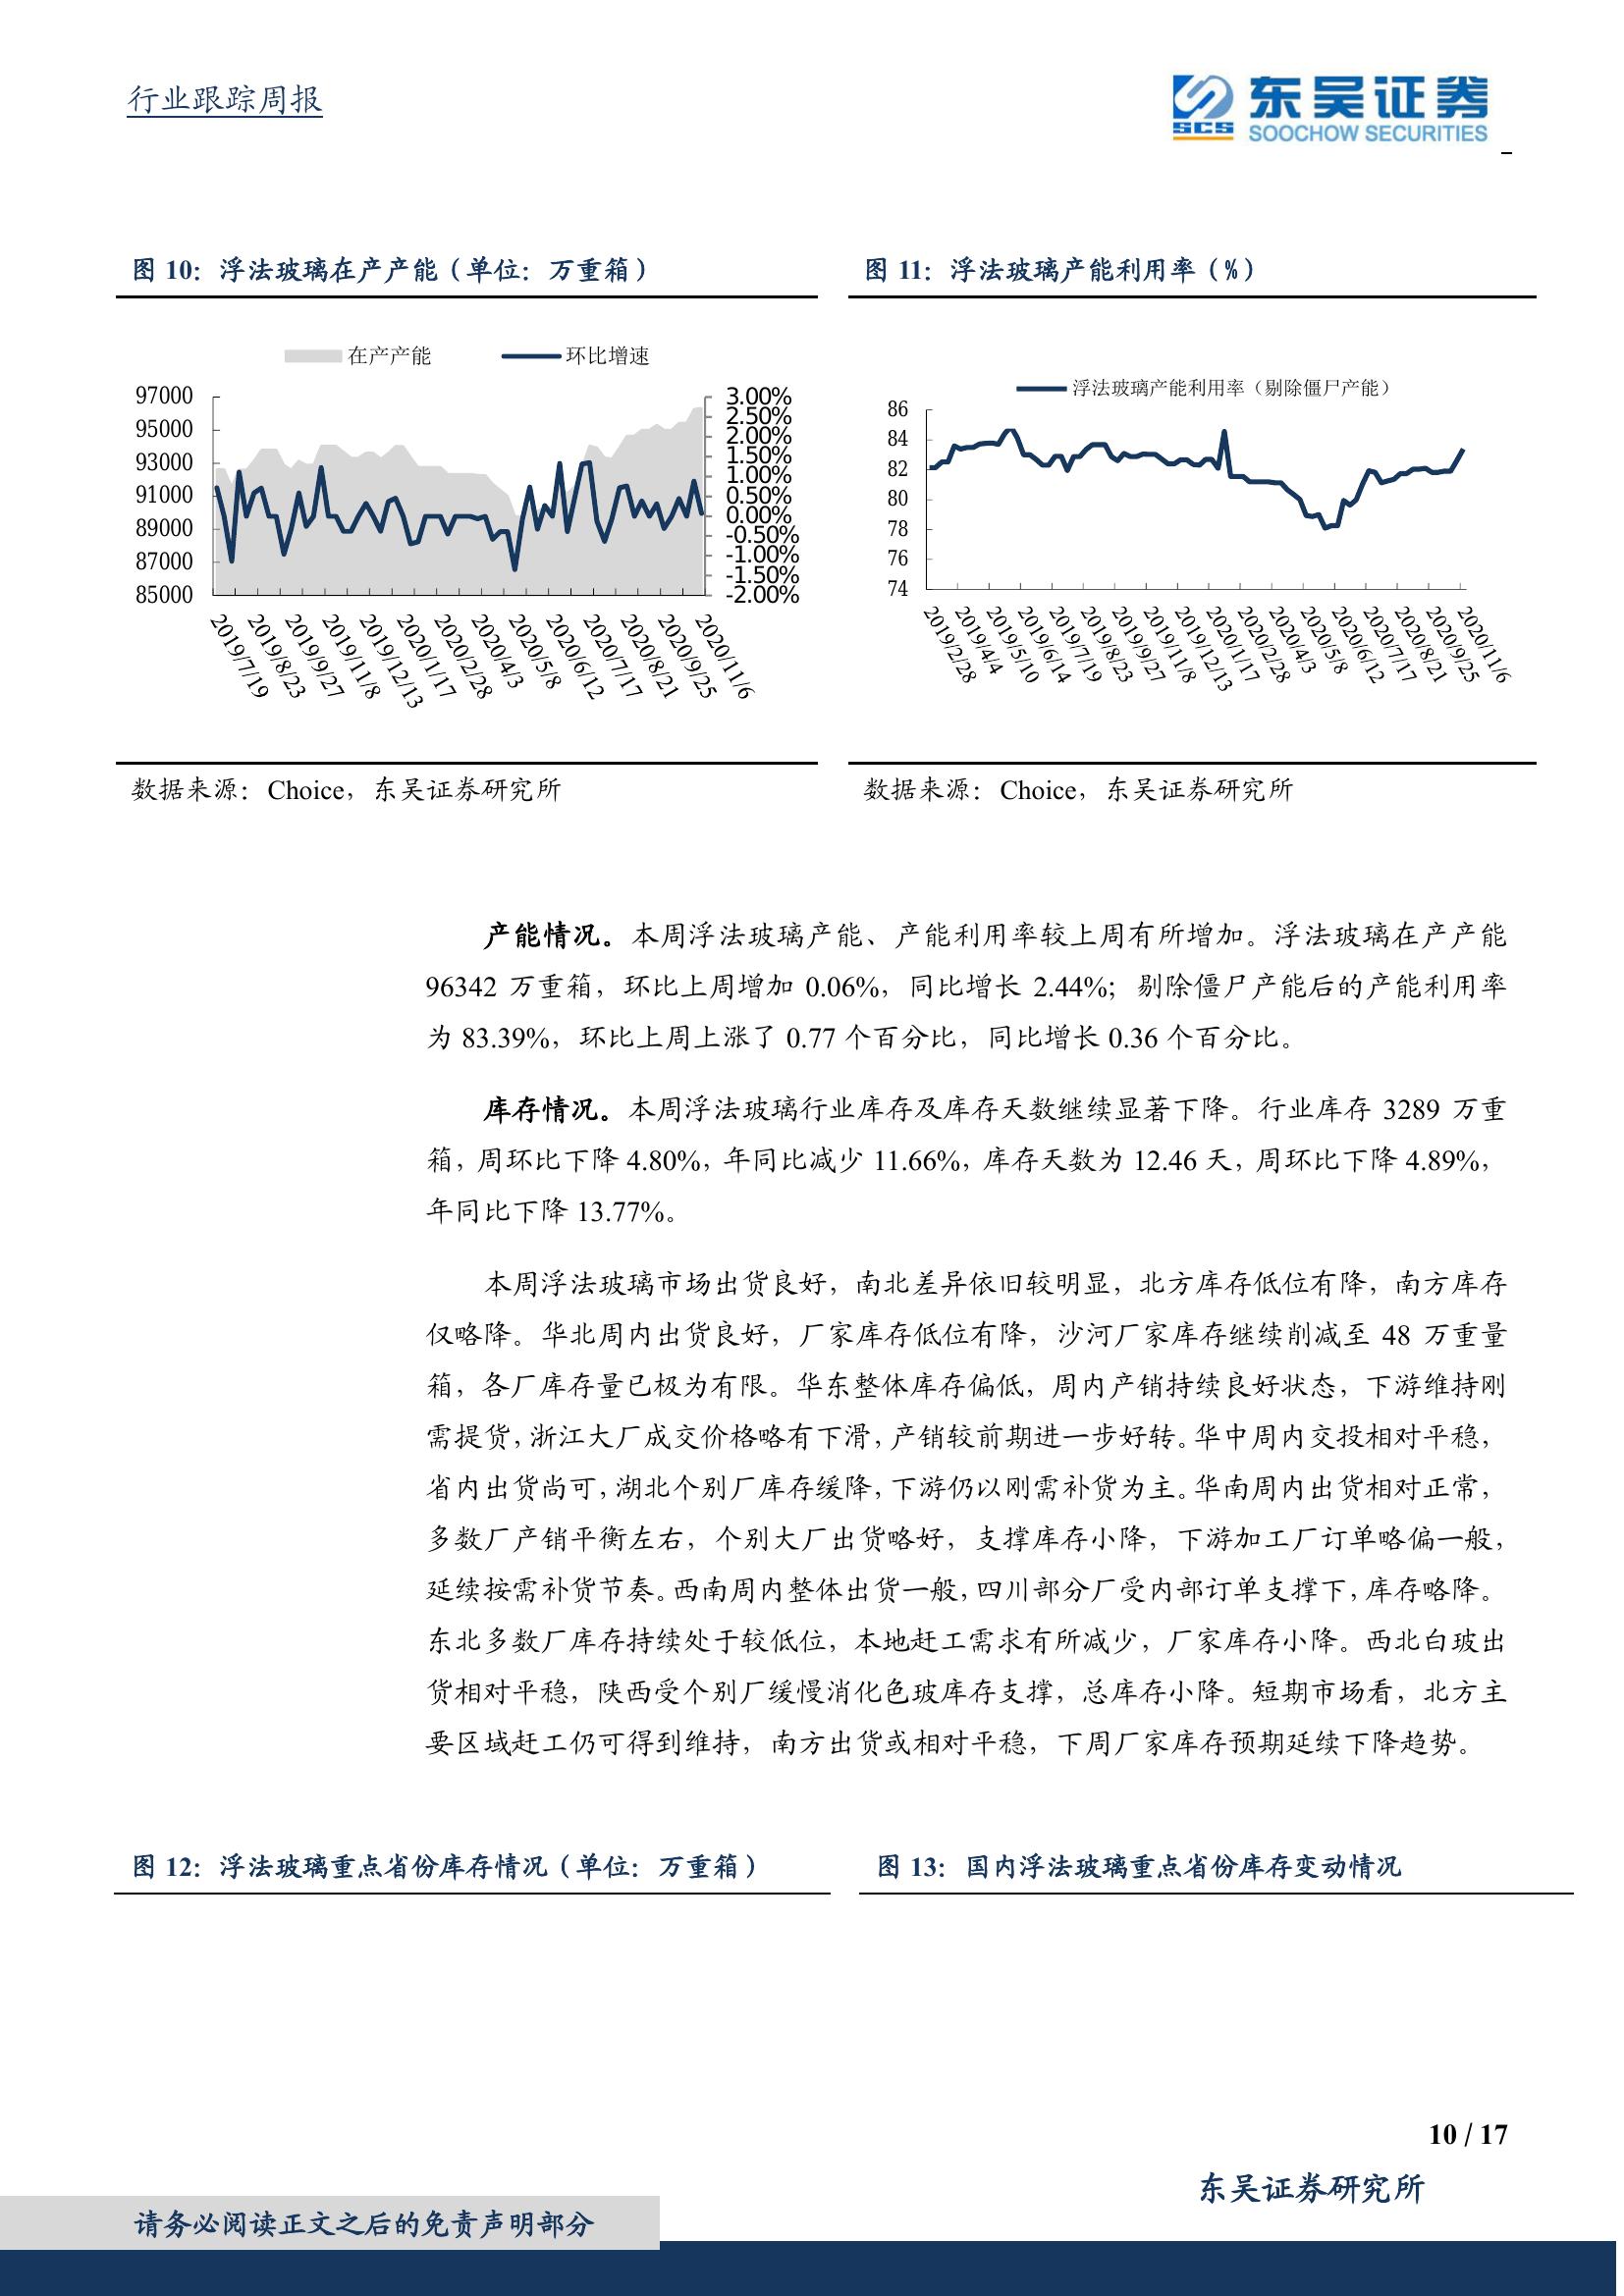 行业跟踪周报
东吴证券
SCS
SOOCHOW SECURITIES
图 10：浮法玻璃在产产能（单位：万重箱）
图 11：浮法玻璃产能利用率（%）
在产产能
环比增速
97000
95000
93000
91000
89000
87000
85000
3.00%
2.50%
2.00%
1.50%
1.00%
0.50%
0.00%
-0.50%
-1.00%
-1.50%
-2.00%
2019/7/19
2019/8/23
2019/9/27
2019/11/8
2019/12/13
2020/1/17
2020/2/28
2020/4/3
2020/5/8
2020/6/12
2020/7/17
2020/8/21
2020/9/25
2020/11/6
浮法玻璃产能利用率（剔除僵尸产能）
86
84
82
80
78
76
74
2019/2/28
2019/4/4
2019/5/10
2019/6/14
2019/7/19
2019/8/23
2019/9/27
2019/11/8
2019/12/13
2020/1/17
2020/2/28
2020/4/3
2020/5/8
2020/6/12
2020/7/17
2020/8/21
2020/9/25
2020/11/6
数据来源：Choice，东吴证券研究所
数据来源：Choice，东吴证券研究所
产能情况。本周浮法玻璃产能、产能利用率较上周有所增加。浮法玻璃在产产能
96342 万重箱，环比上周增加 0.06%，同比增长 2.44%；剔除僵尸产能后的产能利用率
为 83.39%，环比上周上涨了 0.77 个百分比，同比增长 0.36 个百分比。
库存情况。本周浮法玻璃行业库存及库存天数继续显著下降。行业库存 3289 万重
箱，周环比下降 4.80%，年同比减少 11.66%，库存天数为 12.46 天，周环比下降 4.89%，
年同比下降 13.77%。
本周浮法玻璃市场出货良好，南北差异依旧较明显，北方库存低位有降，南方库存
仅略降。华北周内出货良好，厂家库存低位有降，沙河厂家库存继续削减至 48 万重量
箱，各厂库存量已极为有限。华东整体库存偏低，周内产销持续良好状态，下游维持刚
需提货，浙江大厂成交价格略有下滑，产销较前期进一步好转。华中周内交投相对平稳，
省内出货尚可，湖北个别厂库存缓降，下游仍以刚需补货为主。华南周内出货相对正常，
多数厂产销平衡左右，个别大厂出货略好，支撑库存小降，下游加工厂订单略偏一般，
延续按需补货节奏。西南周内整体出货一般，四川部分厂受内部订单支撑下，库存略降。
东北多数厂库存持续处于较低位，本地赶工需求有所减少，厂家库存小降。西北白玻出
货相对平稳，陕西受个别厂缓慢消化色玻库存支撑，总库存小降。短期市场看，北方主
要区域赶工仍可得到维持，南方出货或相对平稳，下周厂家库存预期延续下降趋势。
图 12：浮法玻璃重点省份库存情况（单位：万重箱）
图 13：国内浮法玻璃重点省份库存变动情况
10 / 17
东吴证券研究所
请务必阅读正文之后的免责声明部分